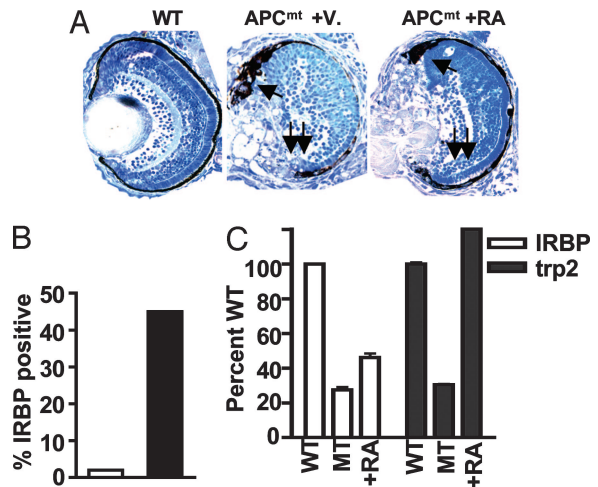 A WT APCᵐᵗ +V. APCᵐᵗ +RA
B
% IRBP positive
50
40
30
20
10
0
C
IRBP
trp2
Percent WT
100
80
60
40
20
0
WT MT +RA WT MT +RA